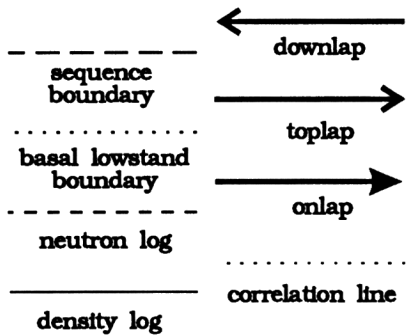 sequence
boundary
basal lowstand
boundary
neutron log
density log
downlap
toplap
onlap
correlation line